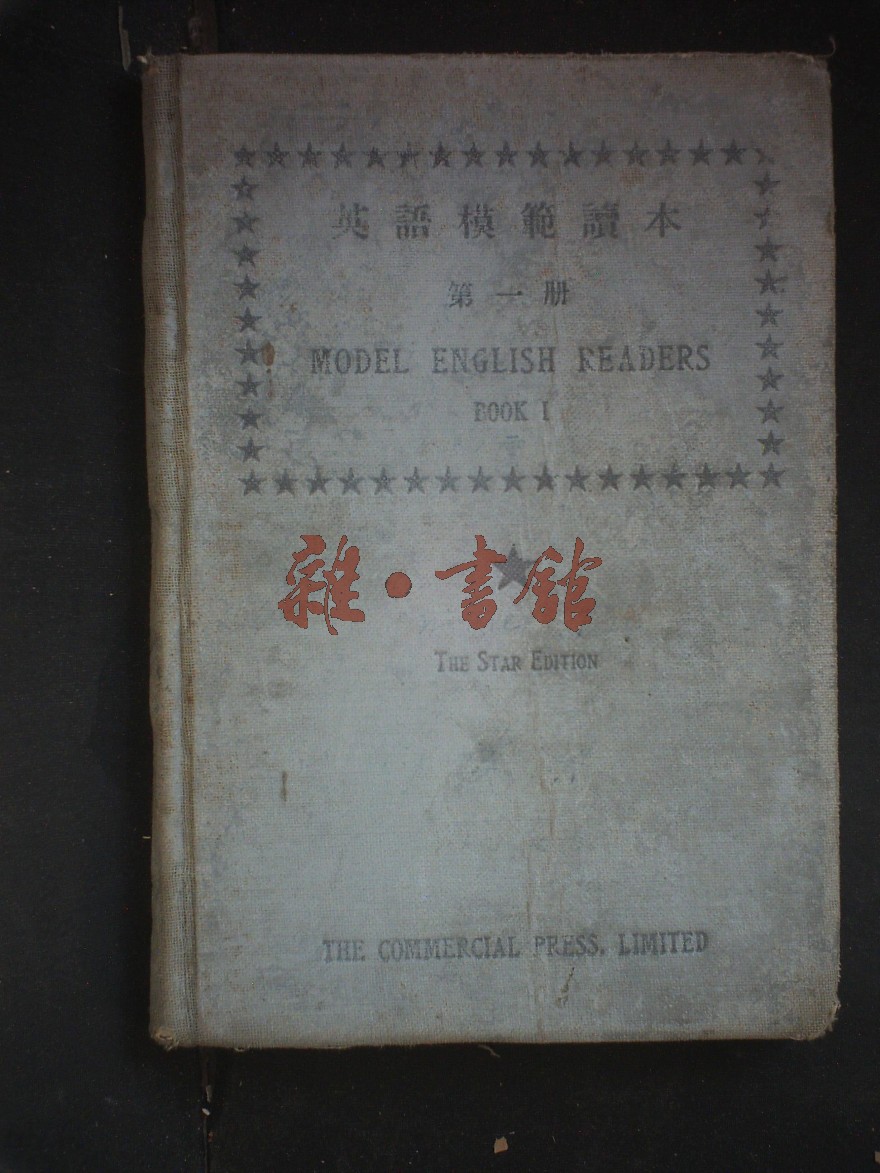 英語模範讀本
第一册
MODEL ENGLISH READERS
BOOK I
雜·書館
THE STAR EDITION
THE COMMERCIAL PRESS, LIMITED